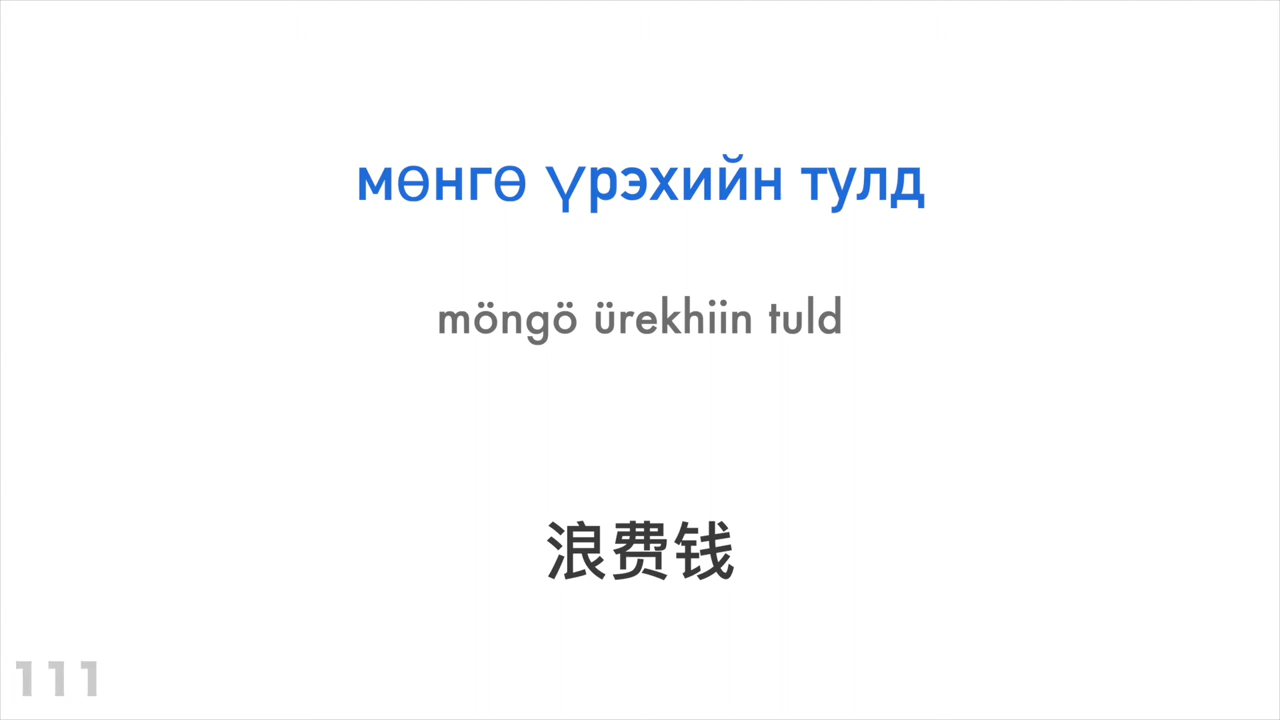 мөнгө үрэхийн тулд
möngö ürekhiin tuld
浪费钱
111